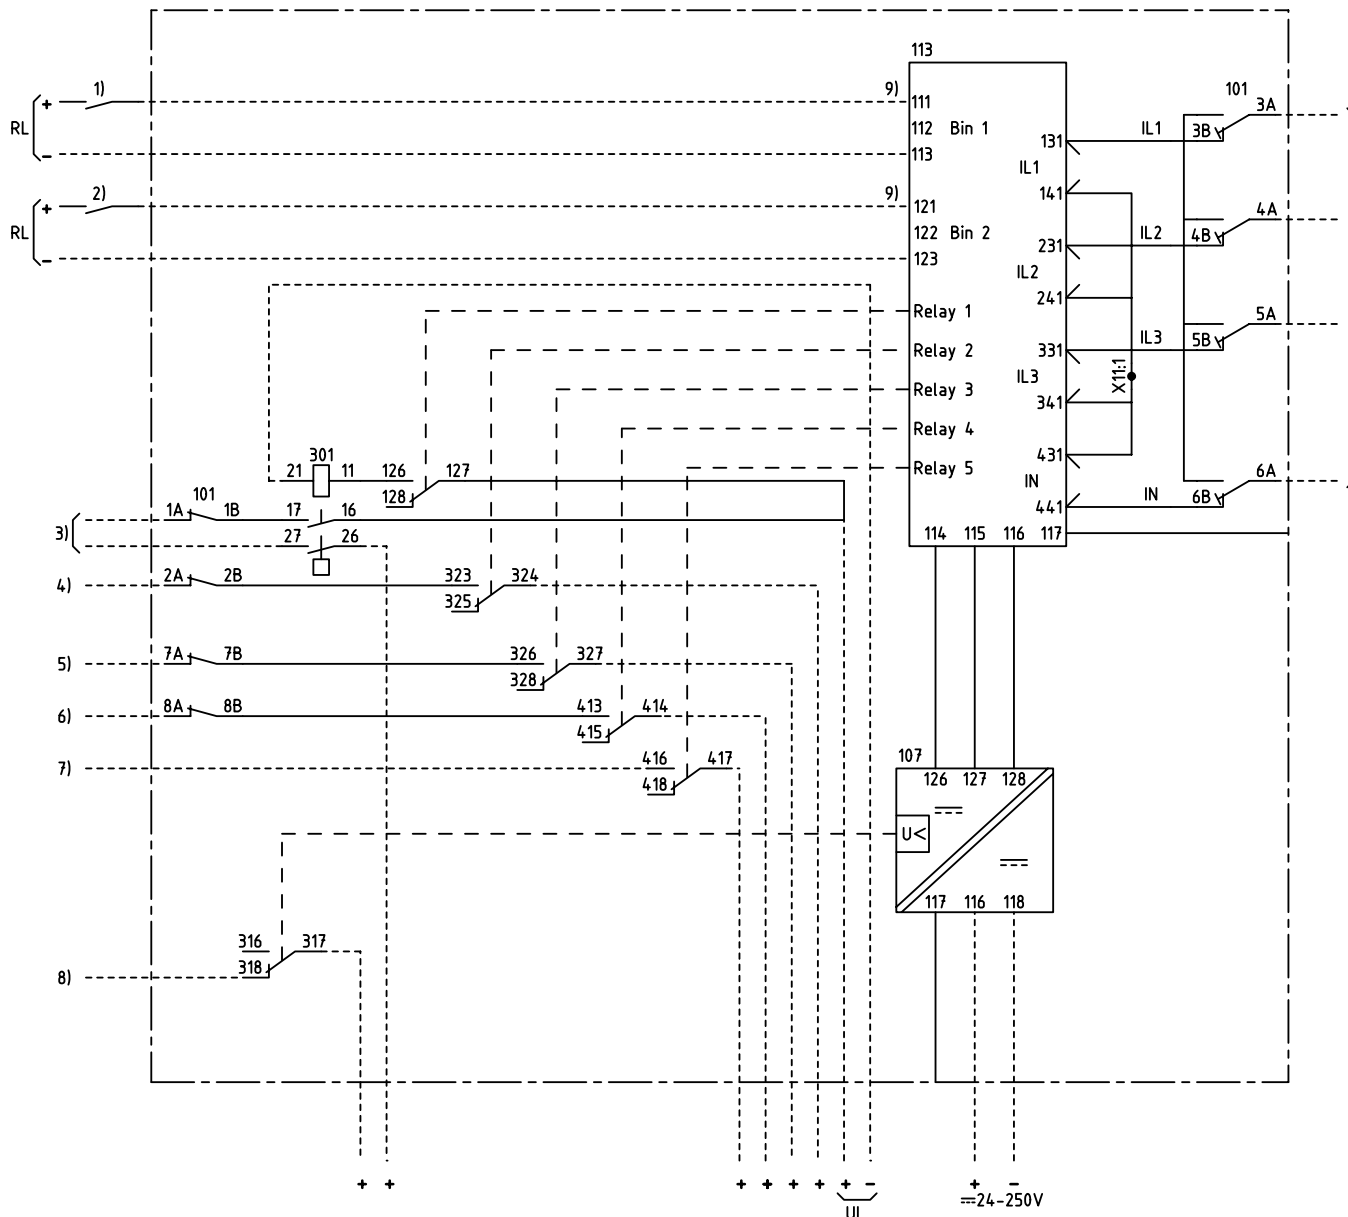 113
1) 9) 111 101 3A
RL + 112 Bin 1 131 IL1 3B
- 113 IL1
2) 9) 121 141 4A
RL + 122 Bin 2 231 IL2 4B
- 123 IL2
241
Relay 1 5A
Relay 2 331 IL3 5B
Relay 3 IL3 X11:1
341
Relay 4
431
301 Relay 5 6A
21 11 126 127 IN
128 441 IN 6B
101
1A 1B 17 16
3) 27 26 114 115 116 117
4) 2A 2B 323 324
325
5) 7A 7B 326 327
328
6) 8A 8B 413 414
415
7) 416 417 107
418 126 127 128
U<
117 116 118
316 317
8) 318
+ + + + + + + - + -
UL ⎓24-250V